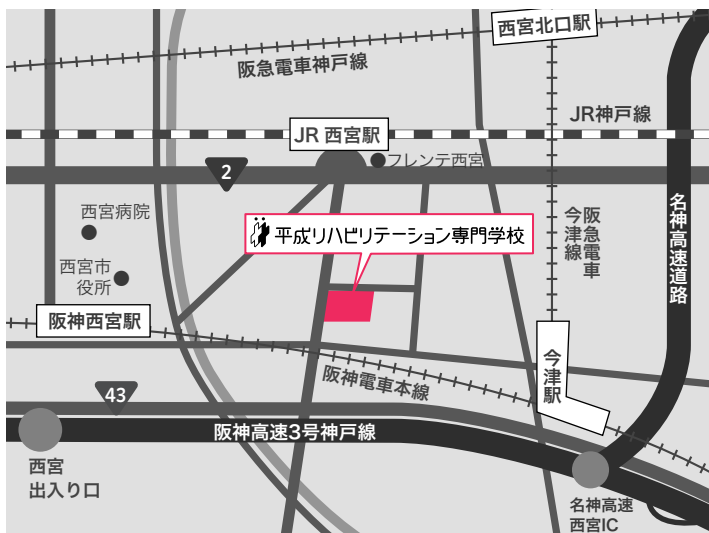 西宮北口駅
阪急電車神戸線
JR神戸線
JR 西宮駅
フレンテ西宮
2
西宮病院
平成リハビリテーション専門学校
阪急電車
今津線
名神高速道路
西宮市
役所
阪神西宮駅
今津駅
阪神電車本線
43
阪神高速3号神戸線
西宮
出入り口
名神高速
西宮IC